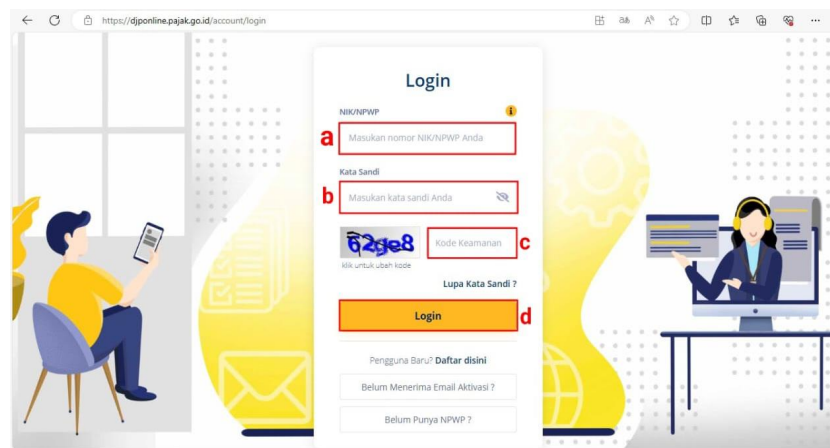 https://djponline.pajak.go.id/account/login
Login
NIK/NPWP
a
Masukan nomor NIK/NPWP Anda
Kata Sandi
b
Masukan kata sandi Anda
62ge8
Kode Keamanan
c
klik untuk ubah kode
Lupa Kata Sandi ?
Login
d
Pengguna Baru? Daftar disini
Belum Menerima Email Aktivasi ?
Belum Punya NPWP ?